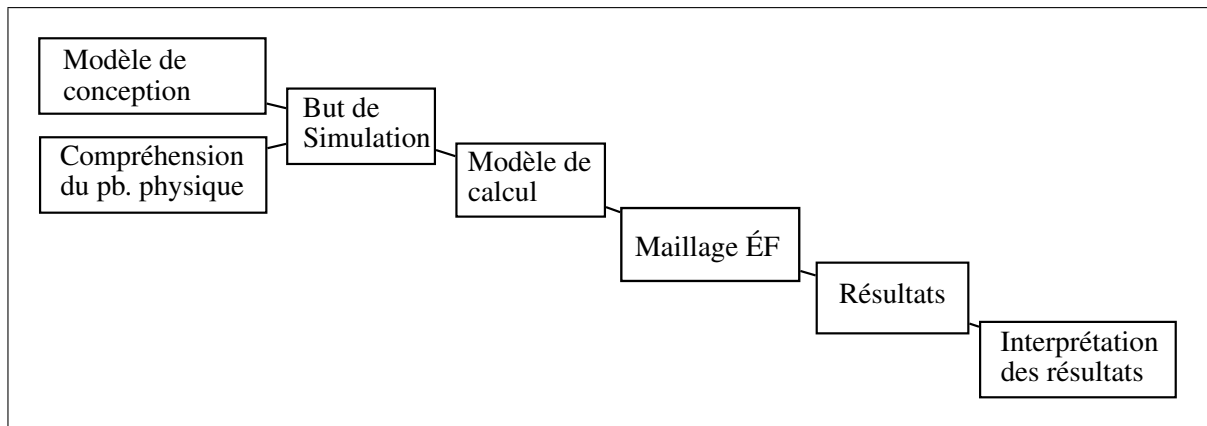 Modèle de
conception
Compréhension
du pb. physique
But de
Simulation
Modèle de
calcul
Maillage ÉF
Résultats
Interprétation
des résultats